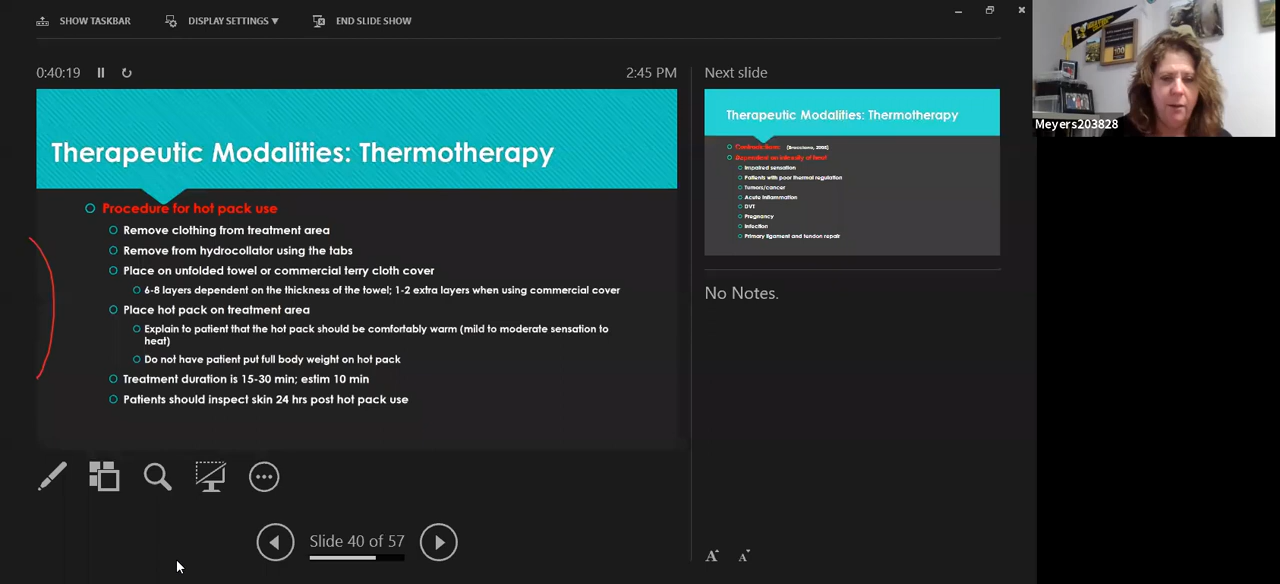 SHOW TASKBAR
DISPLAY SETTINGS ▼
END SLIDE SHOW
0:40:19
2:45 PM
Therapeutic Modalities: Thermotherapy
Procedure for hot pack use
Remove clothing from treatment area
Remove from hydrocollator using the tabs
Place on unfolded towel or commercial terry cloth cover
6-8 layers dependent on the thickness of the towel; 1-2 extra layers when using commercial cover
Place hot pack on treatment area
Explain to patient that the hot pack should be comfortably warm (mild to moderate sensation to
heat)
Do not have patient put full body weight on hot pack
Treatment duration is 15-30 min; estim 10 min
Patients should inspect skin 24 hrs post hot pack use
Slide 40 of 57
Next slide
Therapeutic Modalities: Thermotherapy
Dependent on intensity of heat
Impaired sensation
Patients with poor thermal regulation
Tumors/cancer
Acute inflammation
DVT
Pregnancy
Infection
Primary ligament and tendon repair
No Notes.
A A
Meyers203828